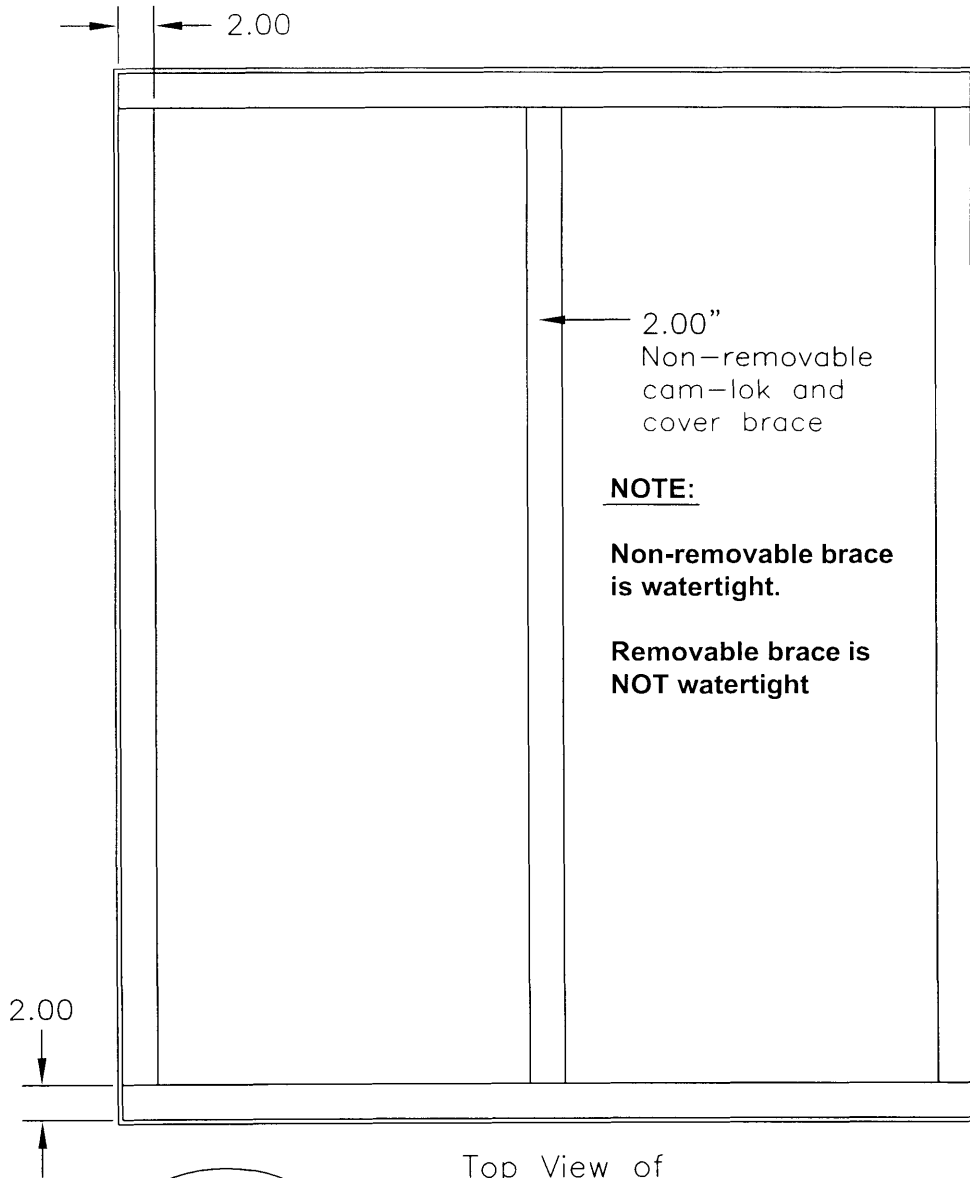 2.00
2.00"
Non-removable
cam-lok and
cover brace
NOTE:
Non-removable brace
is watertight.
Removable brace is
NOT watertight
2.00
Top View of